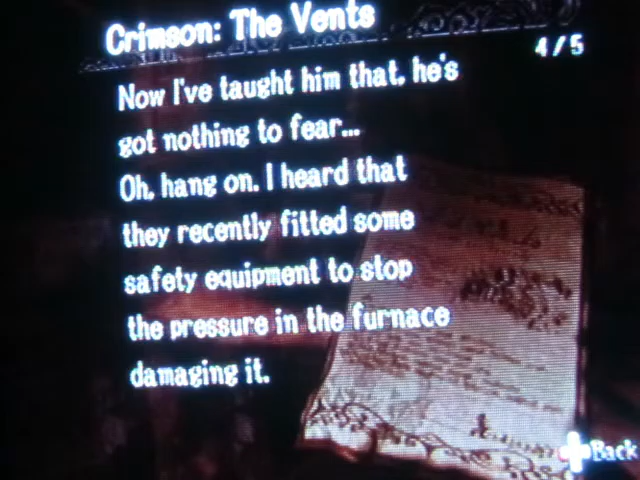 Crimson: The Vents
4/5
Now I've taught him that, he's
got nothing to fear...
Oh, hang on. I heard that
they recently fitted some
safety equipment to stop
the pressure in the furnace
damaging it.
Back